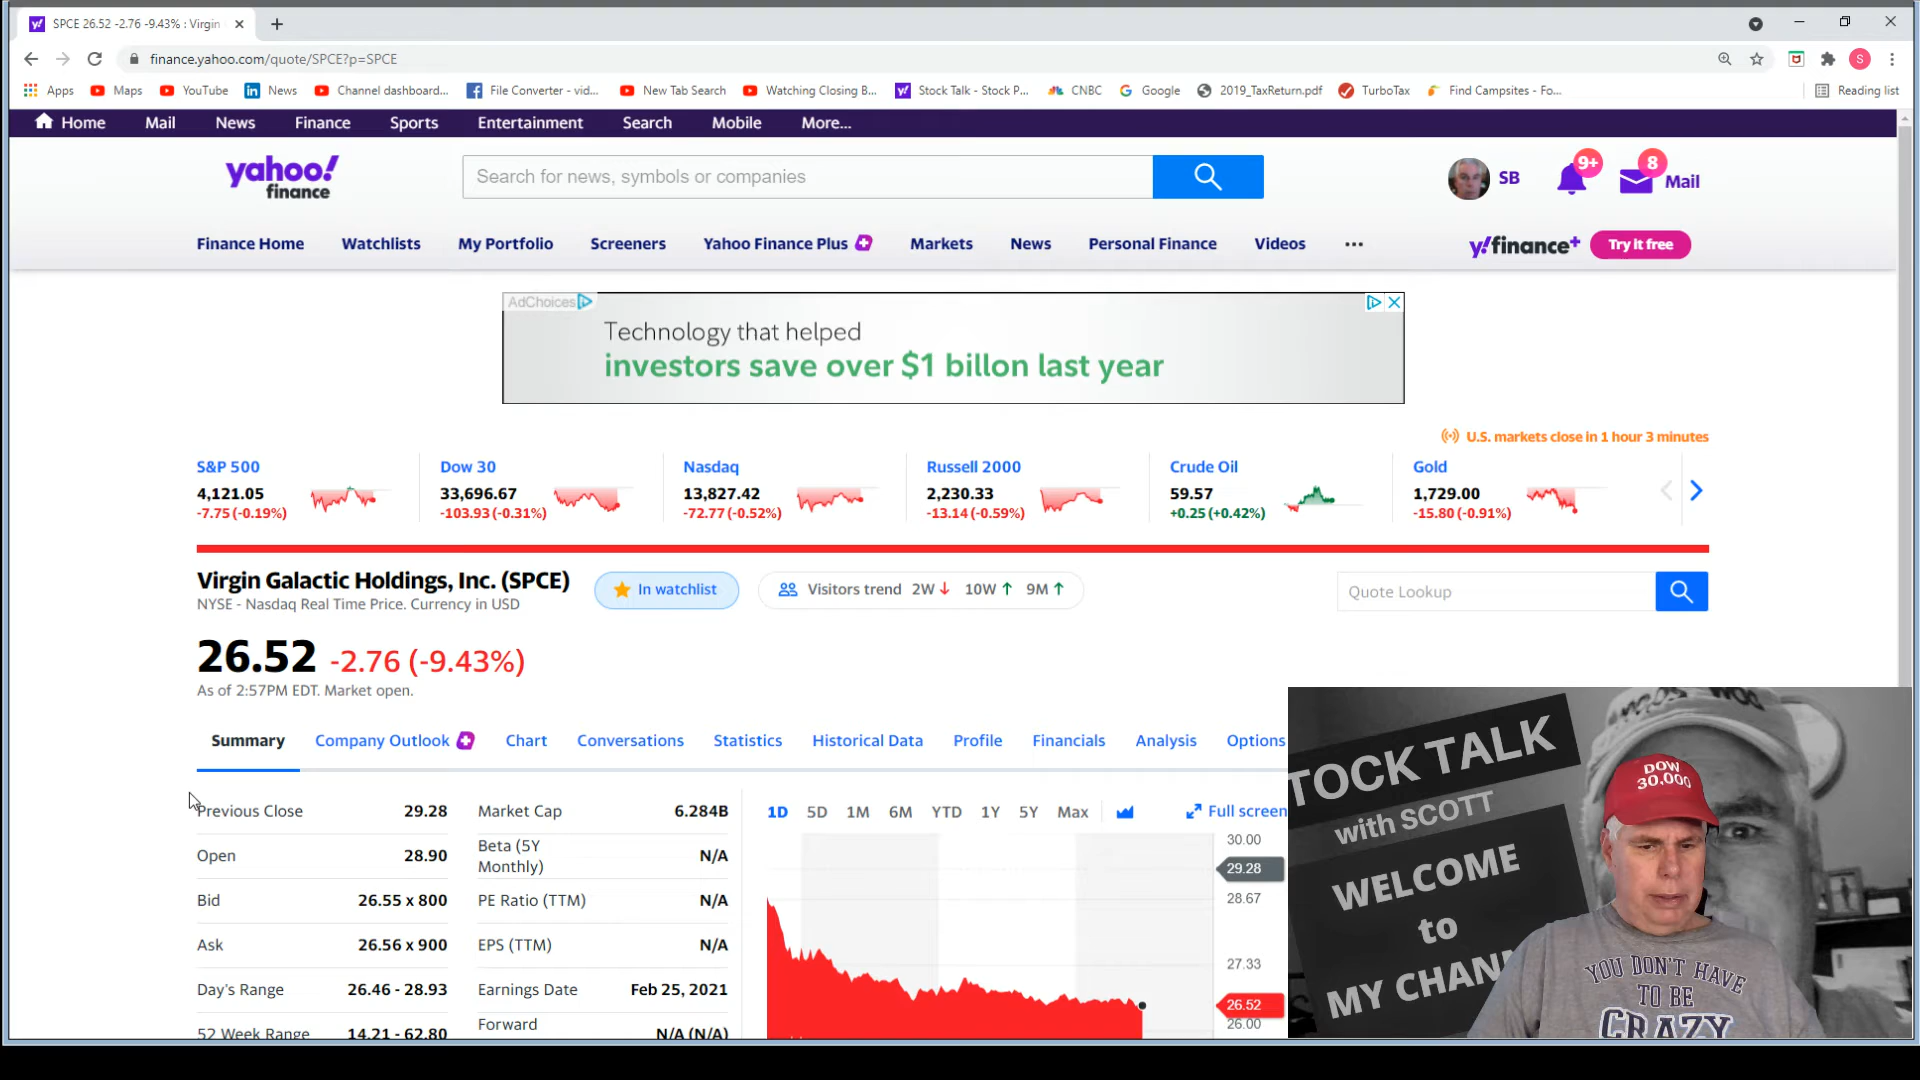 SPCE 26.52 -2.76 -9.43% : Virgin
finance.yahoo.com/quote/SPCE?p=SPCE
S
Apps Maps YouTube News Channel dashboard... File Converter - vid... New Tab Search Watching Closing B... Stock Talk - Stock P... CNBC Google 2019_TaxReturn.pdf TurboTax Find Campsites - Fo... Reading list
Home Mail News Finance Sports Entertainment Search Mobile More...
yahoo!
finance
Search for news, symbols or companies
SB
9+
8
Mail
Finance Home Watchlists My Portfolio Screeners Yahoo Finance Plus Markets News Personal Finance Videos ...
y!finance+ Try it free
AdChoices
Technology that helped
investors save over $1 billon last year
U.S. markets close in 1 hour 3 minutes
S&P 500
4,121.05
-7.75 (-0.19%)
Dow 30
33,696.67
-103.93 (-0.31%)
Nasdaq
13,827.42
-72.77 (-0.52%)
Russell 2000
2,230.33
-13.14 (-0.59%)
Crude Oil
59.57
+0.25 (+0.42%)
Gold
1,729.00
-15.80 (-0.91%)
Virgin Galactic Holdings, Inc. (SPCE)
NYSE - Nasdaq Real Time Price. Currency in USD
In watchlist
Visitors trend 2W 10W 9M
Quote Lookup
26.52 -2.76 (-9.43%)
As of 2:57PM EDT. Market open.
Summary Company Outlook Chart Conversations Statistics Historical Data Profile Financials Analysis Options
Previous Close 29.28
Open 28.90
Bid 26.55 x 800
Ask 26.56 x 900
Day's Range 26.46 - 28.93
52 Week Range 14.21 - 62.80
Market Cap 6.284B
Beta (5Y
Monthly) N/A
PE Ratio (TTM) N/A
EPS (TTM) N/A
Earnings Date Feb 25, 2021
Forward
N/A (N/A)
1D 5D 1M 6M YTD 1Y 5Y Max Full screen
30.00
29.28
28.67
27.33
26.52
26.00
TOCK TALK
with SCOTT
WELCOME
to
MY CHAN
DOW
30,000
YOU DON'T HAVE
TO BE
CRAZY